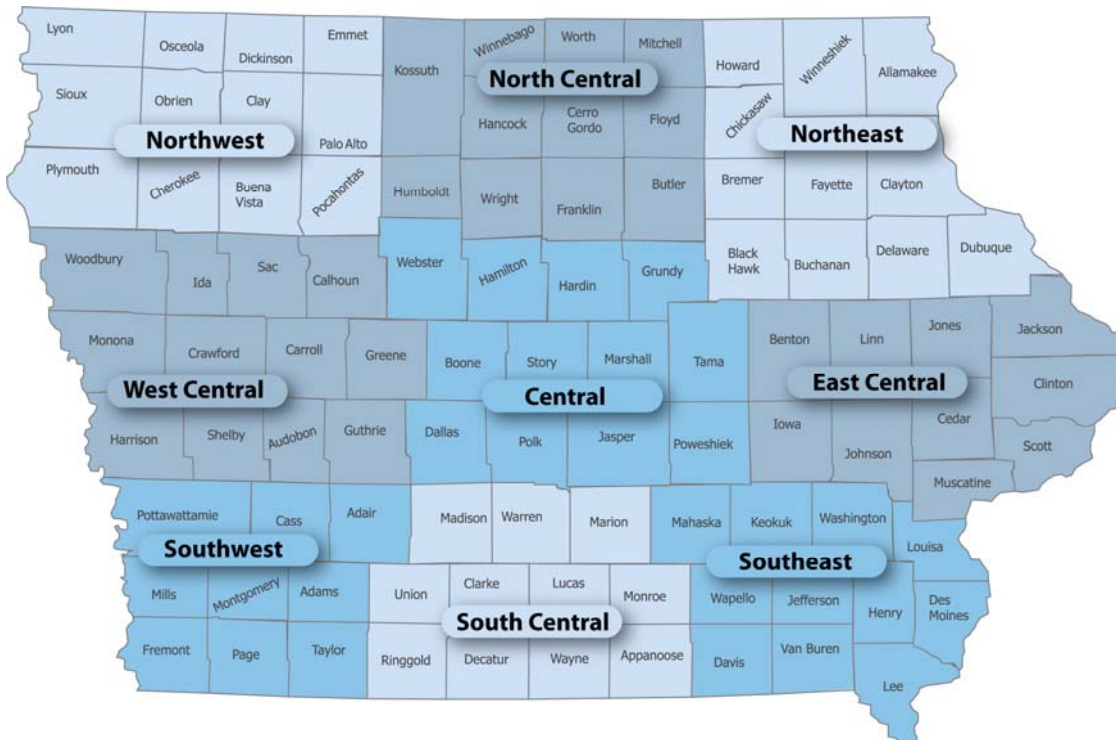 Lyon
Osceola
Dickinson
Emmet
Kossuth
Winnebago
Worth
Mitchell
Howard
Winneshiek
Allamakee
North Central
Sioux
Obrien
Clay
Palo Alto
Northwest
Hancock
Cerro
Gordo
Floyd
Chickasaw
Northeast
Plymouth
Cherokee
Buena
Vista
Pocahontas
Humboldt
Wright
Franklin
Butler
Bremer
Fayette
Clayton
Woodbury
Ida
Sac
Calhoun
Webster
Hamilton
Hardin
Grundy
Black
Hawk
Buchanan
Delaware
Dubuque
Monona
Crawford
Carroll
Greene
Boone
Story
Marshall
Tama
Benton
Linn
Jones
Jackson
West Central
Central
East Central
Clinton
Harrison
Shelby
Audobon
Guthrie
Dallas
Polk
Jasper
Poweshiek
Iowa
Johnson
Cedar
Scott
Muscatine
Pottawattamie
Cass
Adair
Madison
Warren
Marion
Mahaska
Keokuk
Washington
Louisa
Southwest
Southeast
Mills
Montgomery
Adams
Union
Clarke
Lucas
Monroe
Wapello
Jefferson
Henry
Des
Moines
South Central
Fremont
Page
Taylor
Ringgold
Decatur
Wayne
Appanoose
Davis
Van Buren
Lee